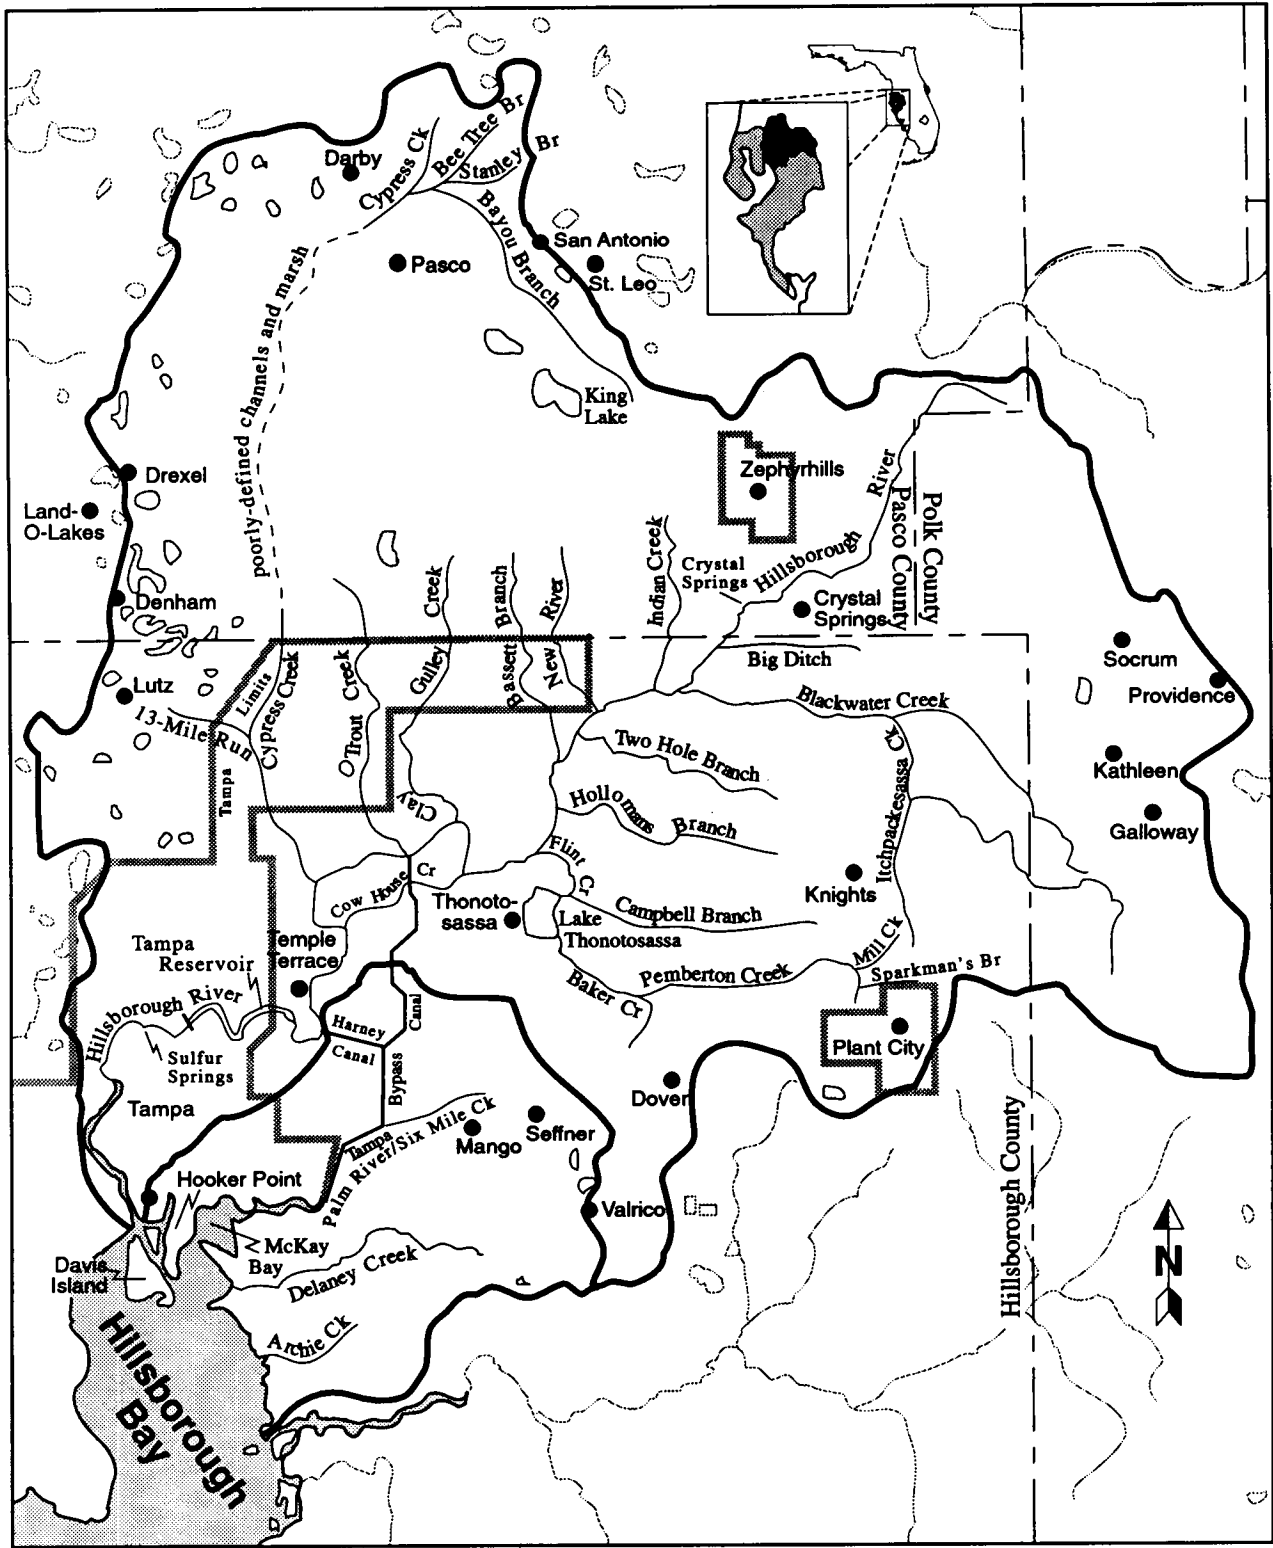 Bee Tree Br
Cypress Ck
Stanley Br
Darby
Bayou Branch
San Antonio
St. Leo
Pasco
poorly-defined channels and marsh
King
Lake
Drexel
Land-
O-Lakes
Denham
Zephyrhills
Hillsborough River
Polk County
Pasco County
Crystal
Springs
Crystal
Springs
Indian Creek
New River
Bassett Branch
Gulley Creek
Trout Creek
Cypress Creek
Tampa Limits
Lutz
13-Mile Run
Big Ditch
Blackwater Creek
Socrum
Providence
Kathleen
Galloway
Two Hole Branch
Itchpackesassa Ck
Hollomans Branch
Clay
Cr
Flint Cr
Cow House
Thonoto-
sassa
Lake
Thonotosassa
Campbell Branch
Knights
Mill Ck
Pemberton Creek
Sparkman's Br
Baker Cr
Tampa
Reservoir
Temple
Terrace
Hillsborough River
Sulfur
Springs
Harney
Canal
Tampa Bypass Canal
Plant City
Tampa
Dover
Palm River/Six Mile Ck
Mango
Seffner
Hooker Point
Valrico
McKay
Bay
Davis
Island
Delaney Creek
Archie Ck
Hillsborough
Bay
Hillsborough County
N